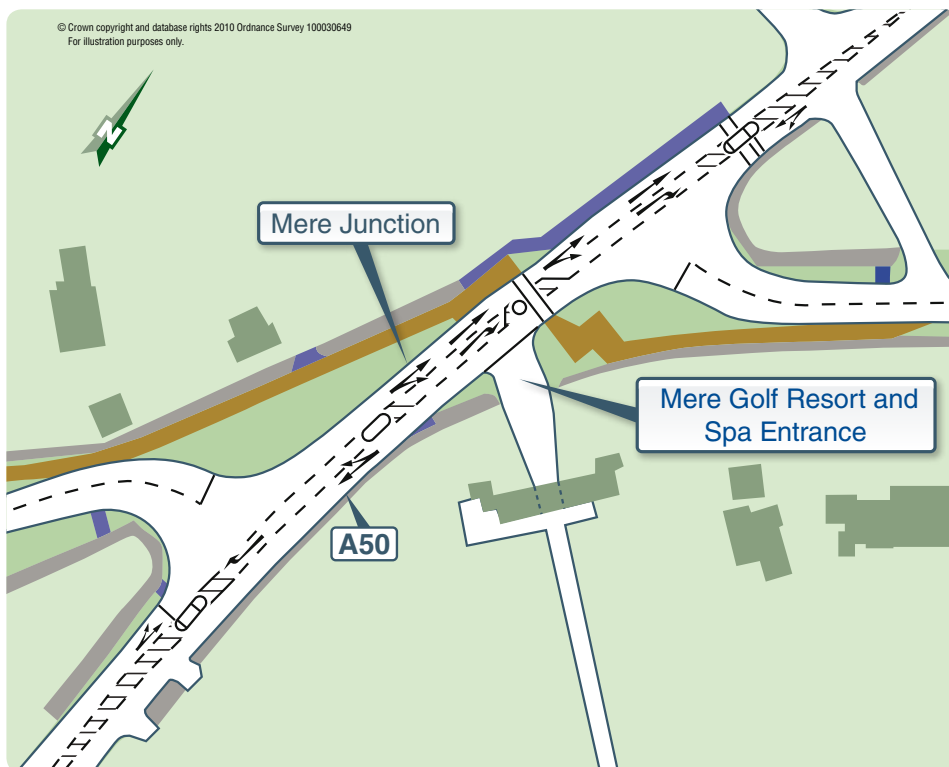 © Crown copyright and database rights 2010 Ordnance Survey 100030649
For illustration purposes only.
N
Mere Junction
Mere Golf Resort and
Spa Entrance
A50